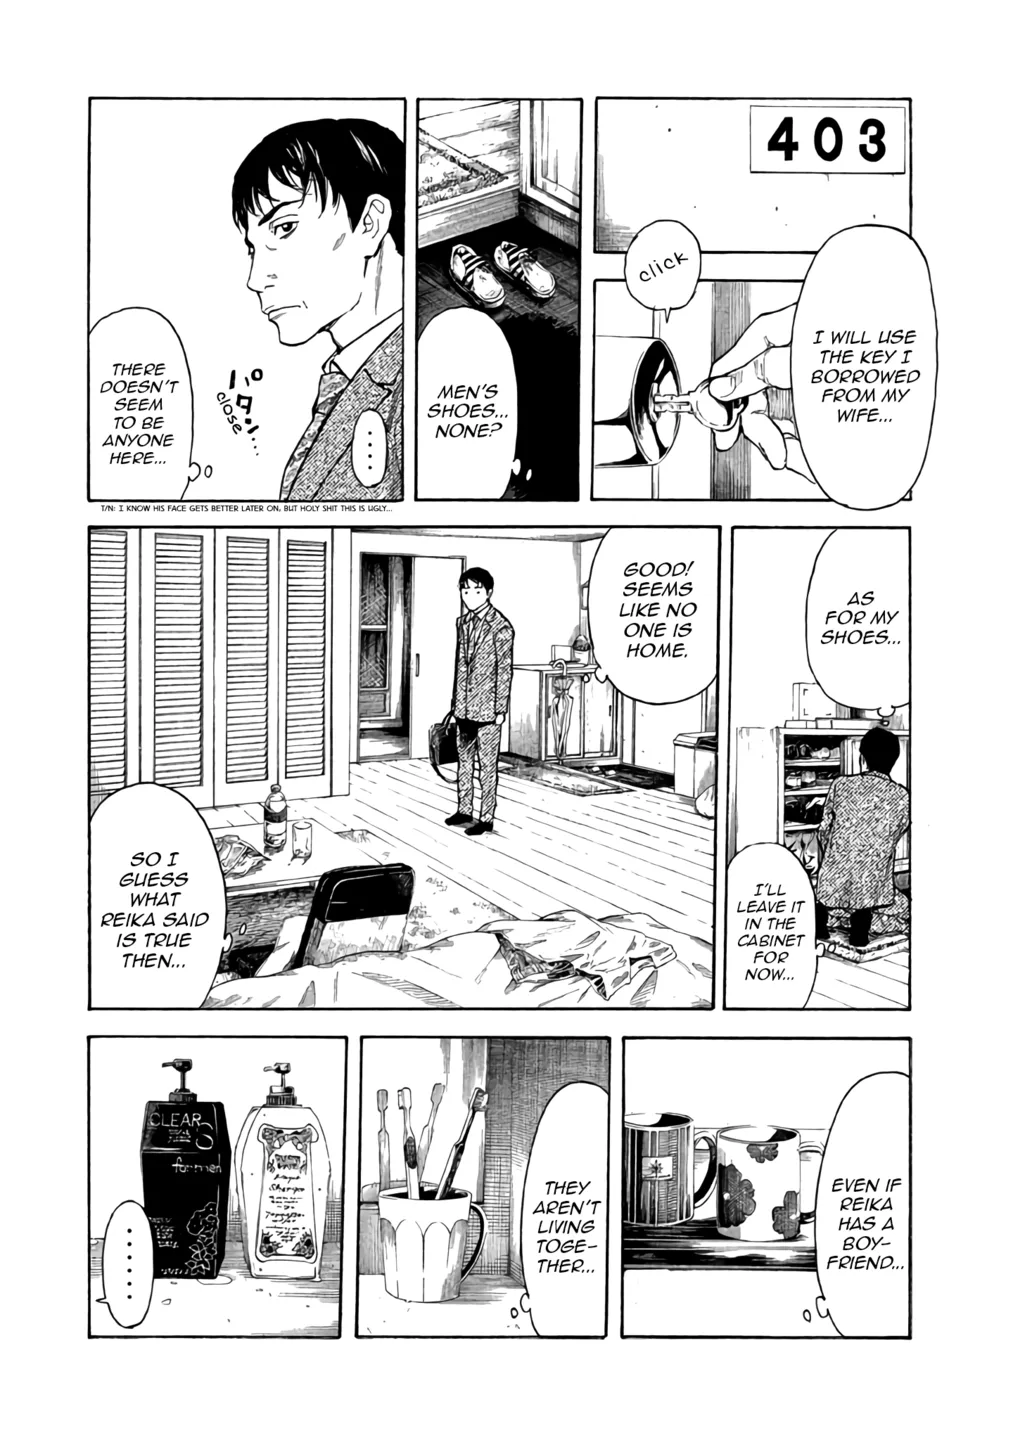 403
click
I WILL USE
THE KEY I
BORROWED
FROM MY
WIFE...
MEN'S
SHOES...
NONE?
....
パタン...
close
THERE
DOESN'T
SEEM
TO BE
ANYONE
HERE...
T/N: I KNOW HIS FACE GETS BETTER LATER ON, BUT HOLY SHIT THIS IS UGLY...
AS
FOR MY
SHOES...
I'LL
LEAVE IT
IN THE
CABINET
FOR
NOW...
GOOD!
SEEMS
LIKE NO
ONE IS
HOME.
SO I
GUESS
WHAT
REIKA SAID
IS TRUE
THEN...
EVEN IF
REIKA
HAS A
BOY-
FRIEND...
THEY
AREN'T
LIVING
TOGE-
THER...
CLEAR
for men
.......